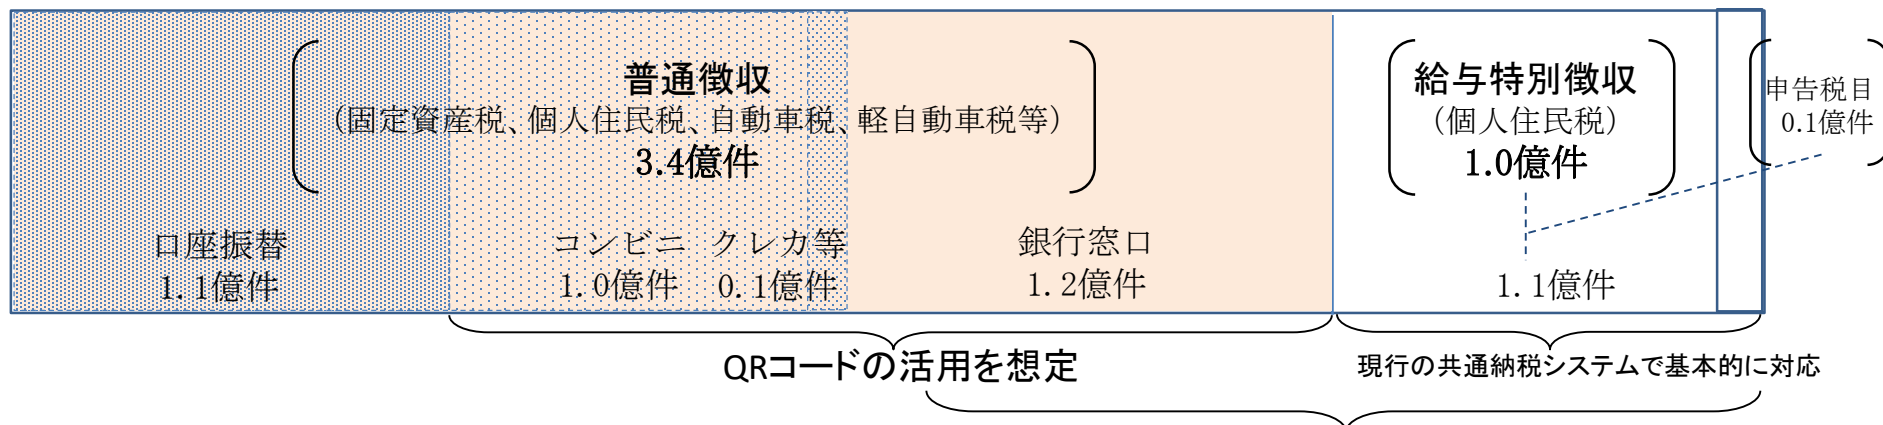 普通徴収
（固定資産税、個人住民税、自動車税、軽自動車税等）
3.4億件
給与特別徴収
（個人住民税）
1.0億件
申告税目
0.1億件
口座振替
1.1億件
コンビニ
1.0億件
クレカ等
0.1億件
銀行窓口
1.2億件
1.1億件
QRコードの活用を想定
現行の共通納税システムで基本的に対応